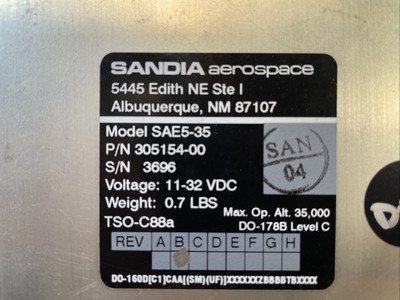 SANDIA aerospace
5445 Edith NE Ste I
Albuquerque, NM 87107
Model SAE5-35
P/N 305154-00
S/N 3696
Voltage: 11-32 VDC
Weight: 0.7 LBS
Max. Op. Alt. 35,000
TSO-C88a
DO-178B Level C
SAN
04
REV A B C D E F G H
DO-160D[C1]CAA[(SM)(UF)]XXXXXXZBBBBTBXXXX